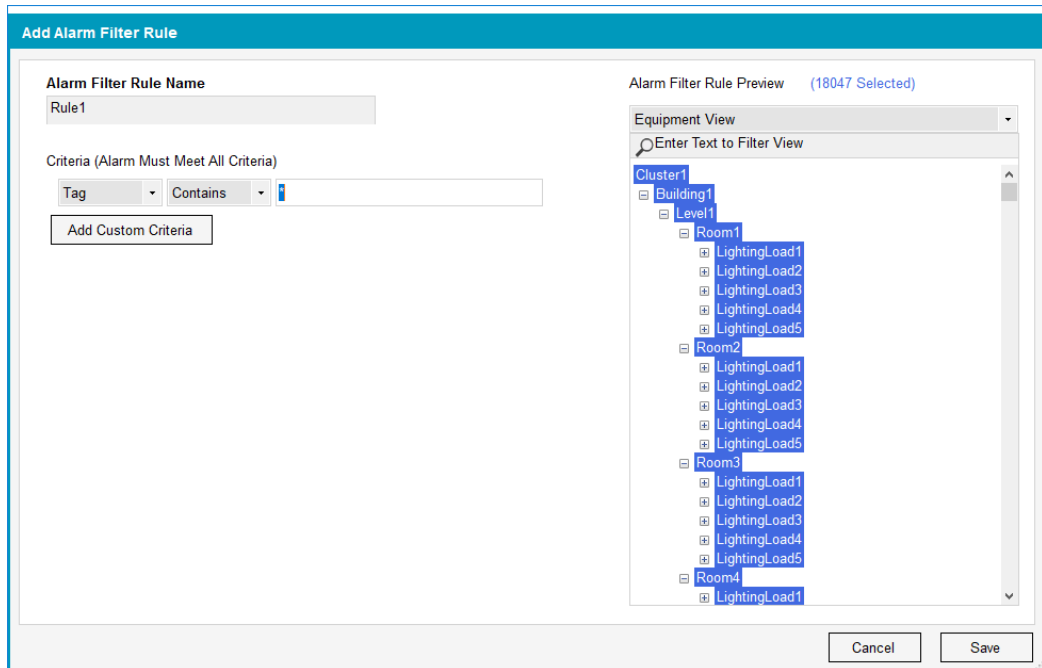 Add Alarm Filter Rule
Alarm Filter Rule Name
Rule1
Criteria (Alarm Must Meet All Criteria)
Tag Contains *
Add Custom Criteria
Alarm Filter Rule Preview (18047 Selected)
Equipment View
Enter Text to Filter View
Cluster1
Building1
Level1
Room1
LightingLoad1
LightingLoad2
LightingLoad3
LightingLoad4
LightingLoad5
Room2
LightingLoad1
LightingLoad2
LightingLoad3
LightingLoad4
LightingLoad5
Room3
LightingLoad1
LightingLoad2
LightingLoad3
LightingLoad4
LightingLoad5
Room4
LightingLoad1
Cancel Save